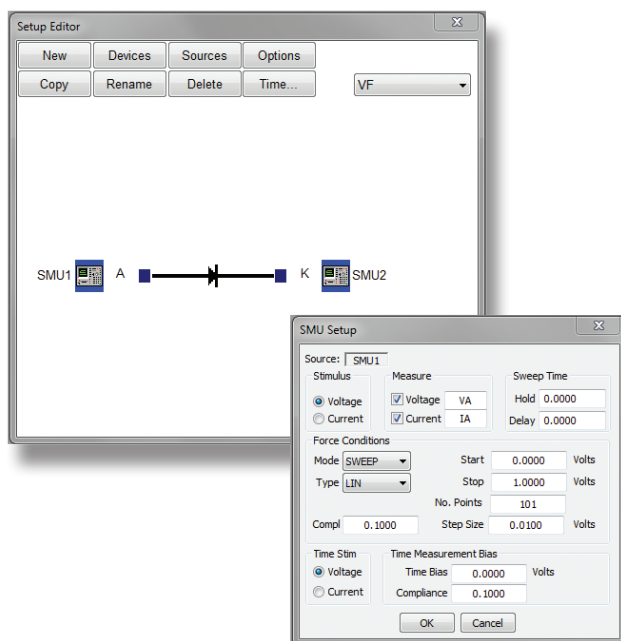 Setup Editor
New Devices Sources Options
Copy Rename Delete Time...
VF
SMU1 A K SMU2
SMU Setup
Source: SMU1
Stimulus Measure Sweep Time
Voltage Voltage VA Hold 0.0000
Current Current IA Delay 0.0000
Force Conditions
Mode SWEEP Start 0.0000 Volts
Type LIN Stop 1.0000 Volts
No. Points 101
Compl 0.1000 Step Size 0.0100 Volts
Time Stim Time Measurement Bias
Voltage Time Bias 0.0000 Volts
Current Compliance 0.1000
OK Cancel